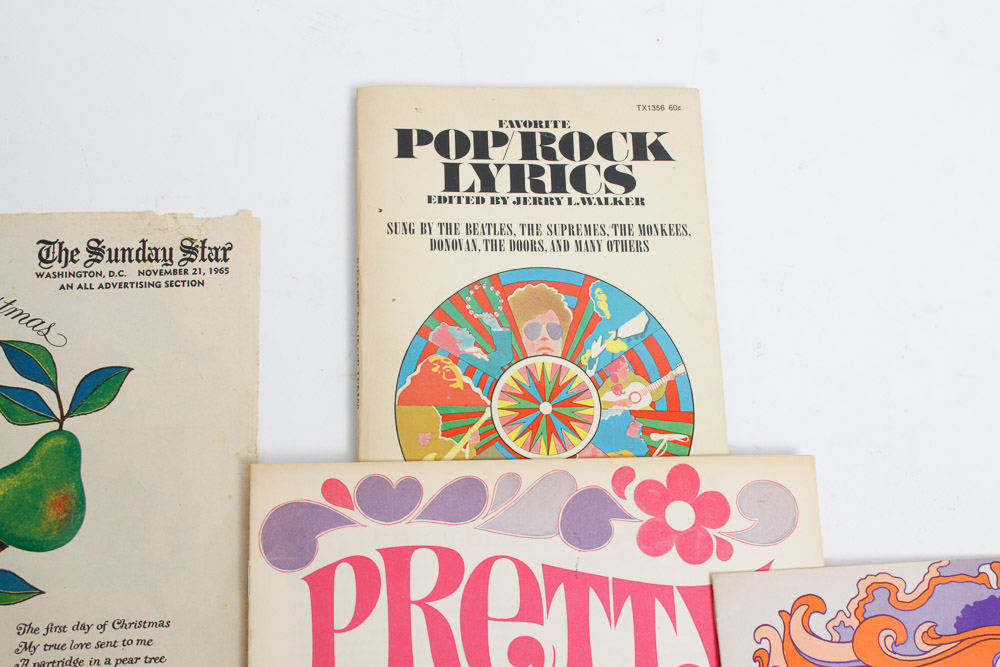 TX1356 60¢
FAVORITE
POP/ROCK
LYRICS
EDITED BY JERRY L. WALKER
SUNG BY THE BEATLES, THE SUPREMES, THE MONKEES,
DONOVAN, THE DOORS, AND MANY OTHERS
The Sunday Star
WASHINGTON, D.C. NOVEMBER 21, 1965
AN ALL ADVERTISING SECTION
The first day of Christmas
My true love sent to me
A partridge in a pear tree
PRETTY